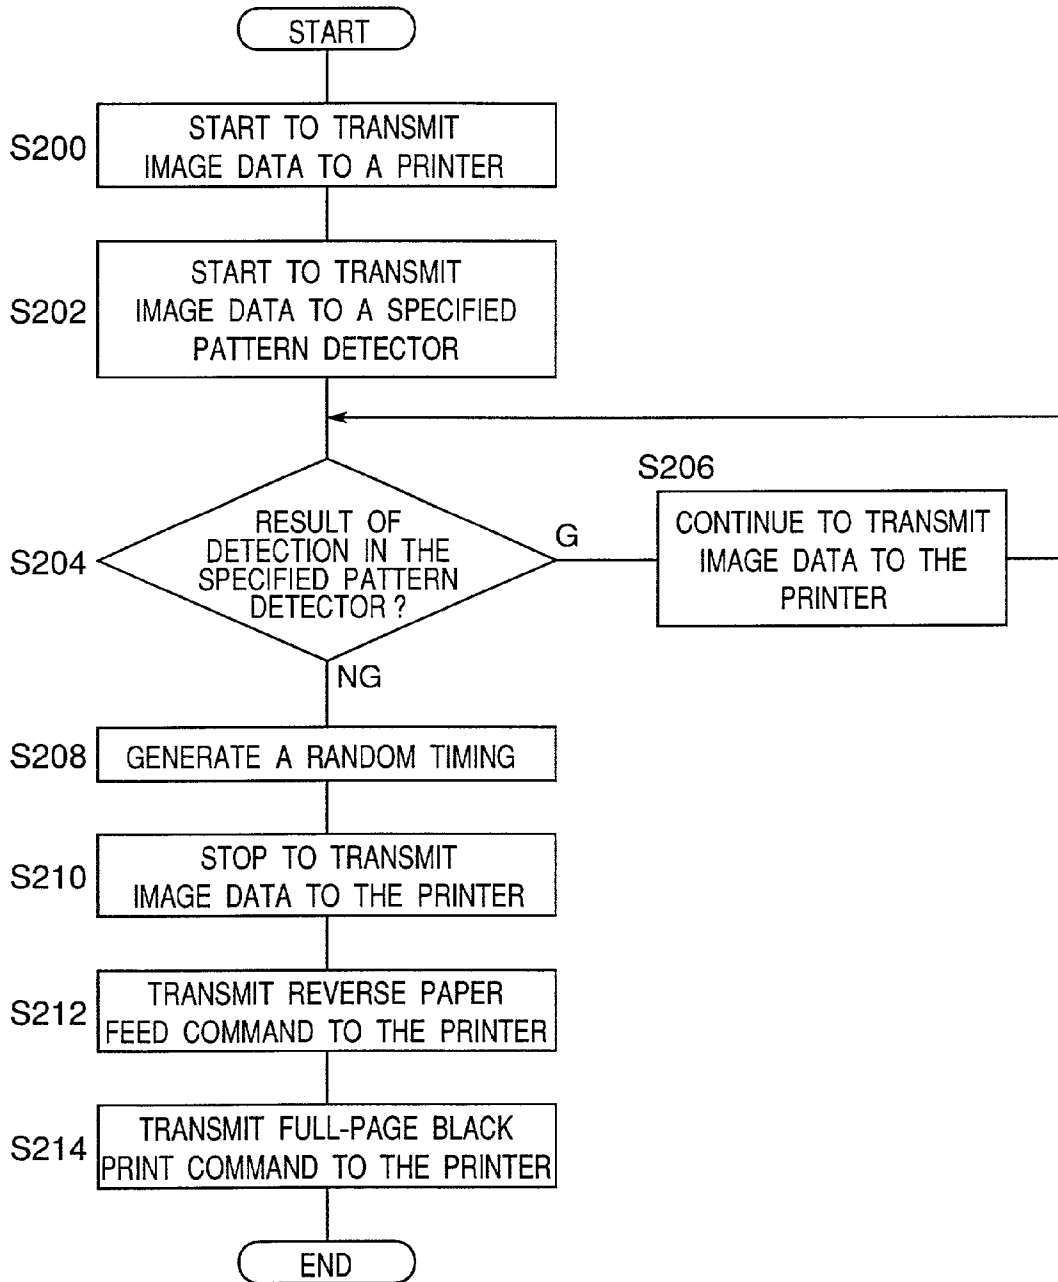 START
S200
START TO TRANSMIT
IMAGE DATA TO A PRINTER
S202
START TO TRANSMIT
IMAGE DATA TO A SPECIFIED
PATTERN DETECTOR
S204
RESULT OF
DETECTION IN THE
SPECIFIED PATTERN
DETECTOR ?
G
S206
CONTINUE TO TRANSMIT
IMAGE DATA TO THE
PRINTER
NG
S208
GENERATE A RANDOM TIMING
S210
STOP TO TRANSMIT
IMAGE DATA TO THE PRINTER
S212
TRANSMIT REVERSE PAPER
FEED COMMAND TO THE PRINTER
S214
TRANSMIT FULL-PAGE BLACK
PRINT COMMAND TO THE PRINTER
END